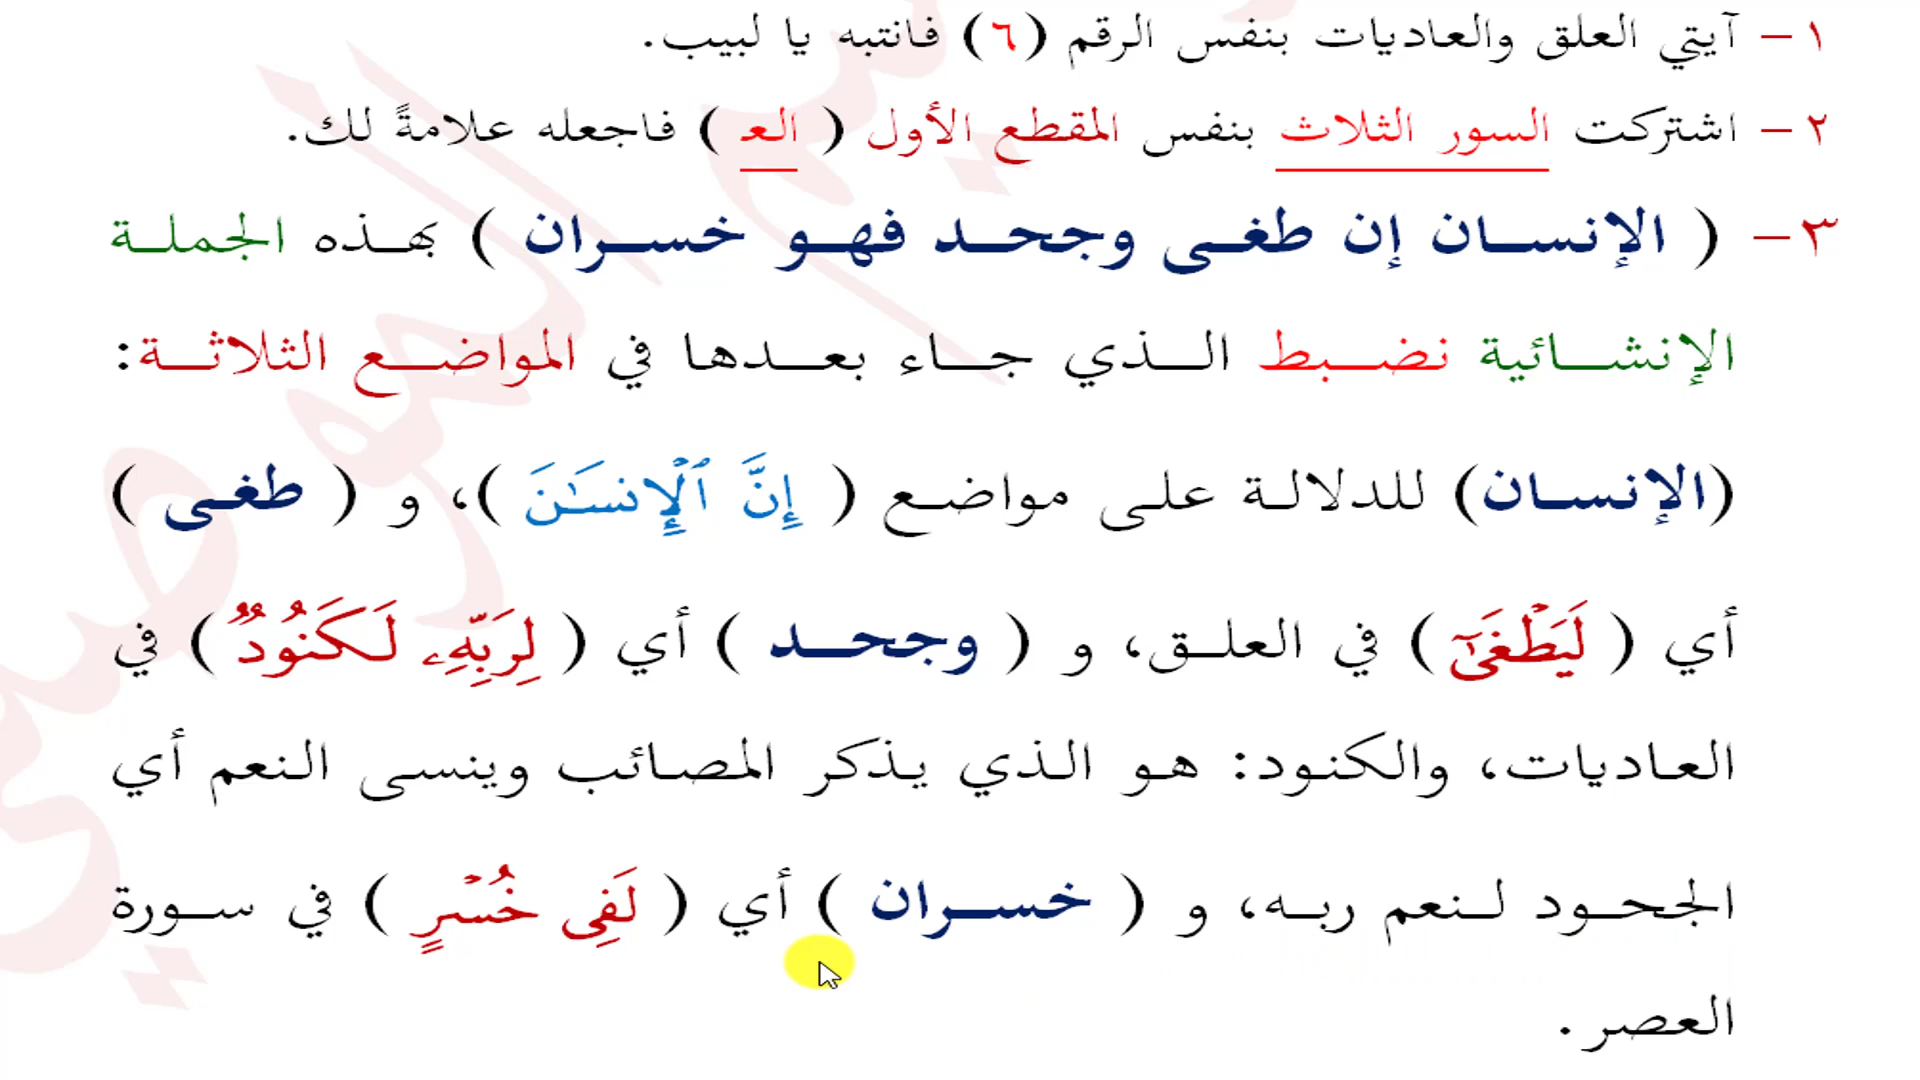 ١ – آيتي العلق والعاديات بنفس الرقم (٦) فانتبه يا لبيب.
٢ – اشتركت السور الثلاث بنفس المقطع الأول ( العـ ) فاجعله علامةً لك.
٣ – ( الإنسان إن طغى وجحد فهو خسران ) بهذه الجملة
الإنشائية نضبط الذي جاء بعدها في المواضع الثلاثة:
(الإنسان) للدلالة على مواضع ( إِنَّ ٱلۡإِنسَٰنَ )، و ( طغى )
أي ( لَيَطۡغَىٰٓ ) في العلق، و ( وجحد ) أي ( لِرَبِّهِۦ لَكَنُودٞ ) في
العاديات، والكنود: هو الذي يذكر المصائب وينسى النعم أي
الجحود لنعم ربه، و ( خسران ) أي ( لَفِى خُسۡرٍ ) في سورة
العصر.